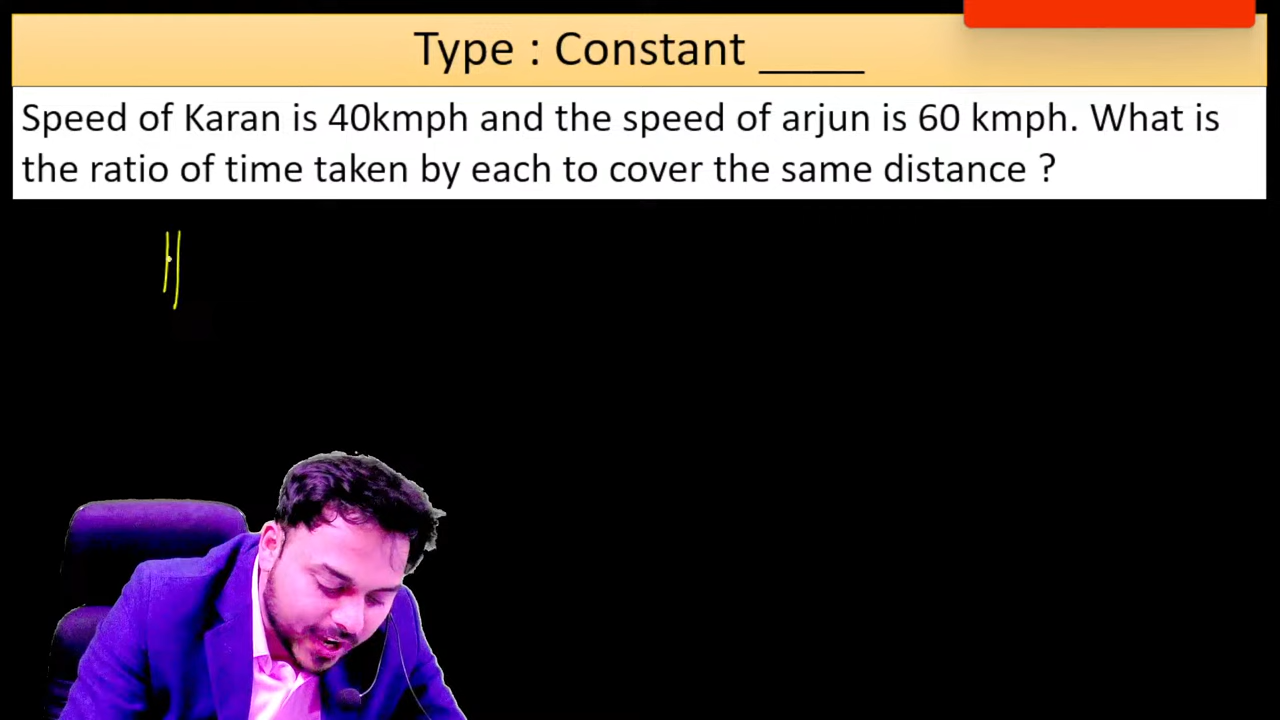 Type : Constant ____
Speed of Karan is 40kmph and the speed of arjun is 60 kmph. What is
the ratio of time taken by each to cover the same distance ?